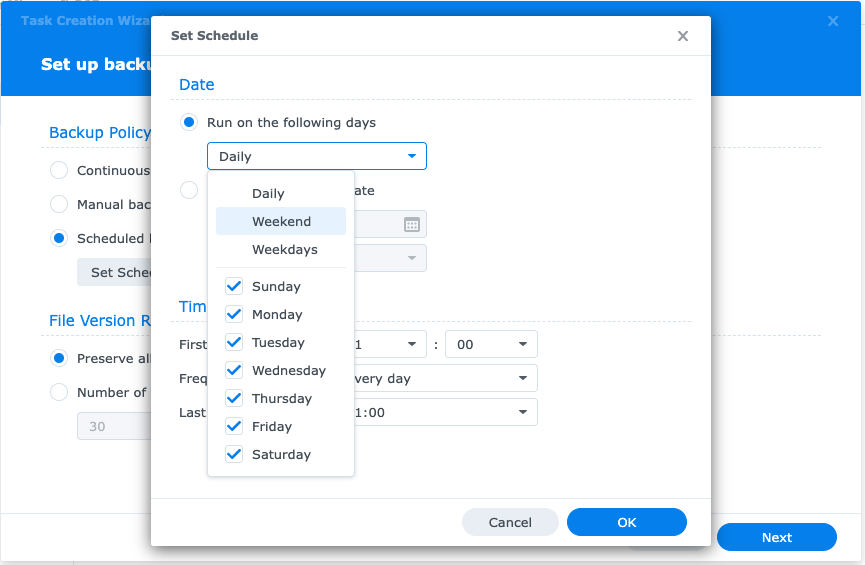 Task Creation Wiza
Set Schedule
Set up backu
Date
Run on the following days
Backup Policy
Daily
Continuous
Daily
ate
Manual bac
Weekend
Scheduled
Weekdays
Set Sche
Sunday
Tim
Monday
File Version R
First
Tuesday
1 : 00
Preserve all
Freq
Wednesday
very day
Number of
Thursday
Last
1:00
30
Friday
Saturday
Cancel
OK
Next